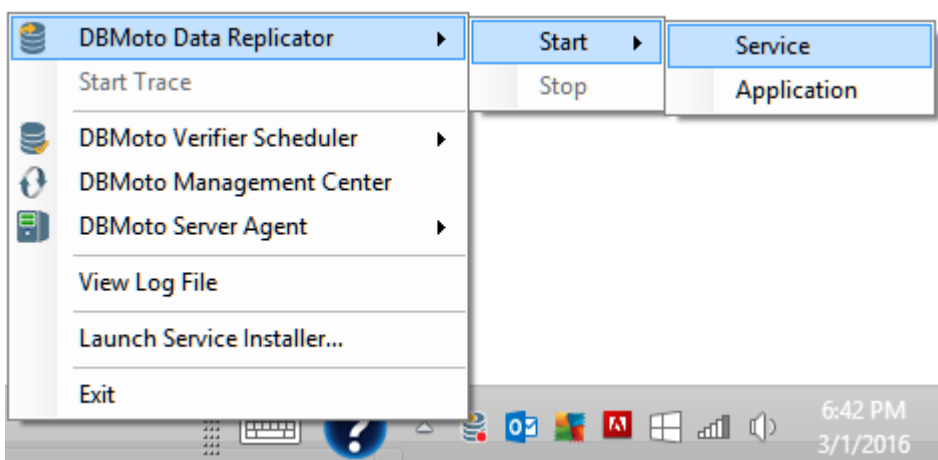 DBMoto Data Replicator
Start
Service
Start Trace
Stop
Application
DBMoto Verifier Scheduler
DBMoto Management Center
DBMoto Server Agent
View Log File
Launch Service Installer...
Exit
?
6:42 PM
3/1/2016